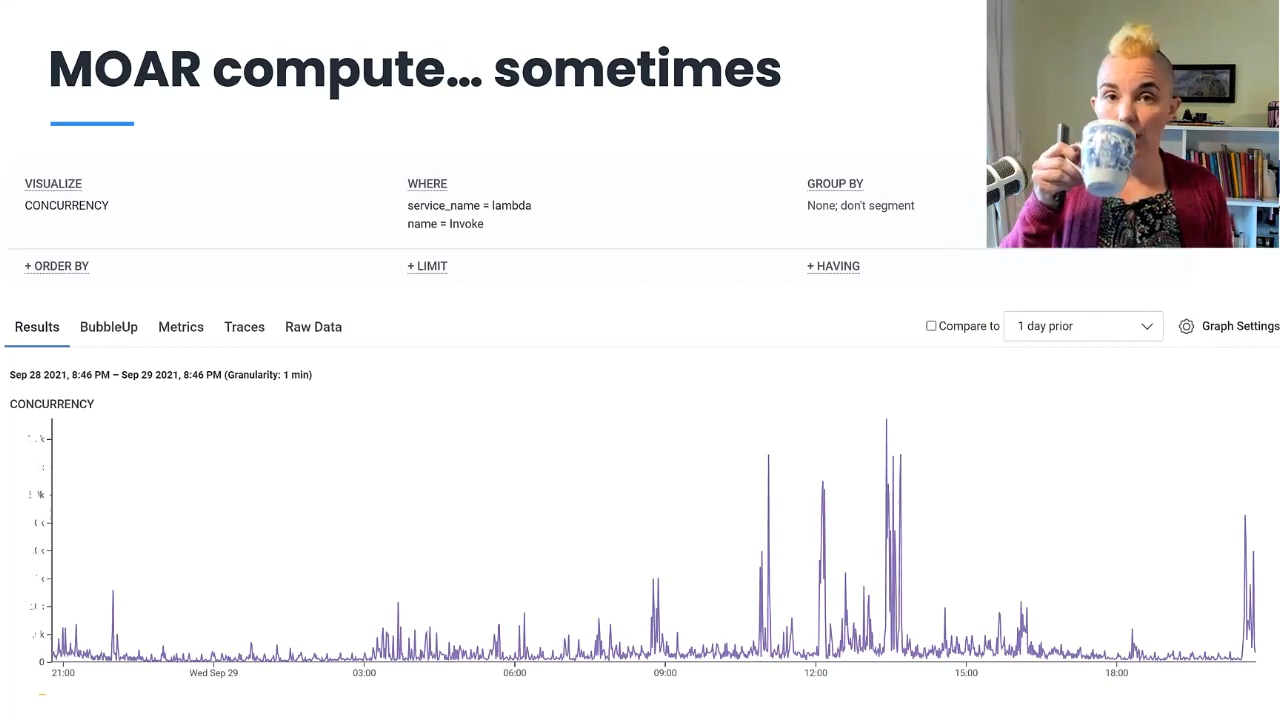 MOAR compute... sometimes
VISUALIZE
WHERE
GROUP BY
CONCURRENCY
service_name = lambda
None; don't segment
name = Invoke
+ ORDER BY
+ LIMIT
+ HAVING
Results
BubbleUp
Metrics
Traces
Raw Data
Compare to
1 day prior
Graph Settings
Sep 28 2021, 8:46 PM – Sep 29 2021, 8:46 PM (Granularity: 1 min)
CONCURRENCY
0
21:00
Wed Sep 29
03:00
06:00
09:00
12:00
15:00
18:00